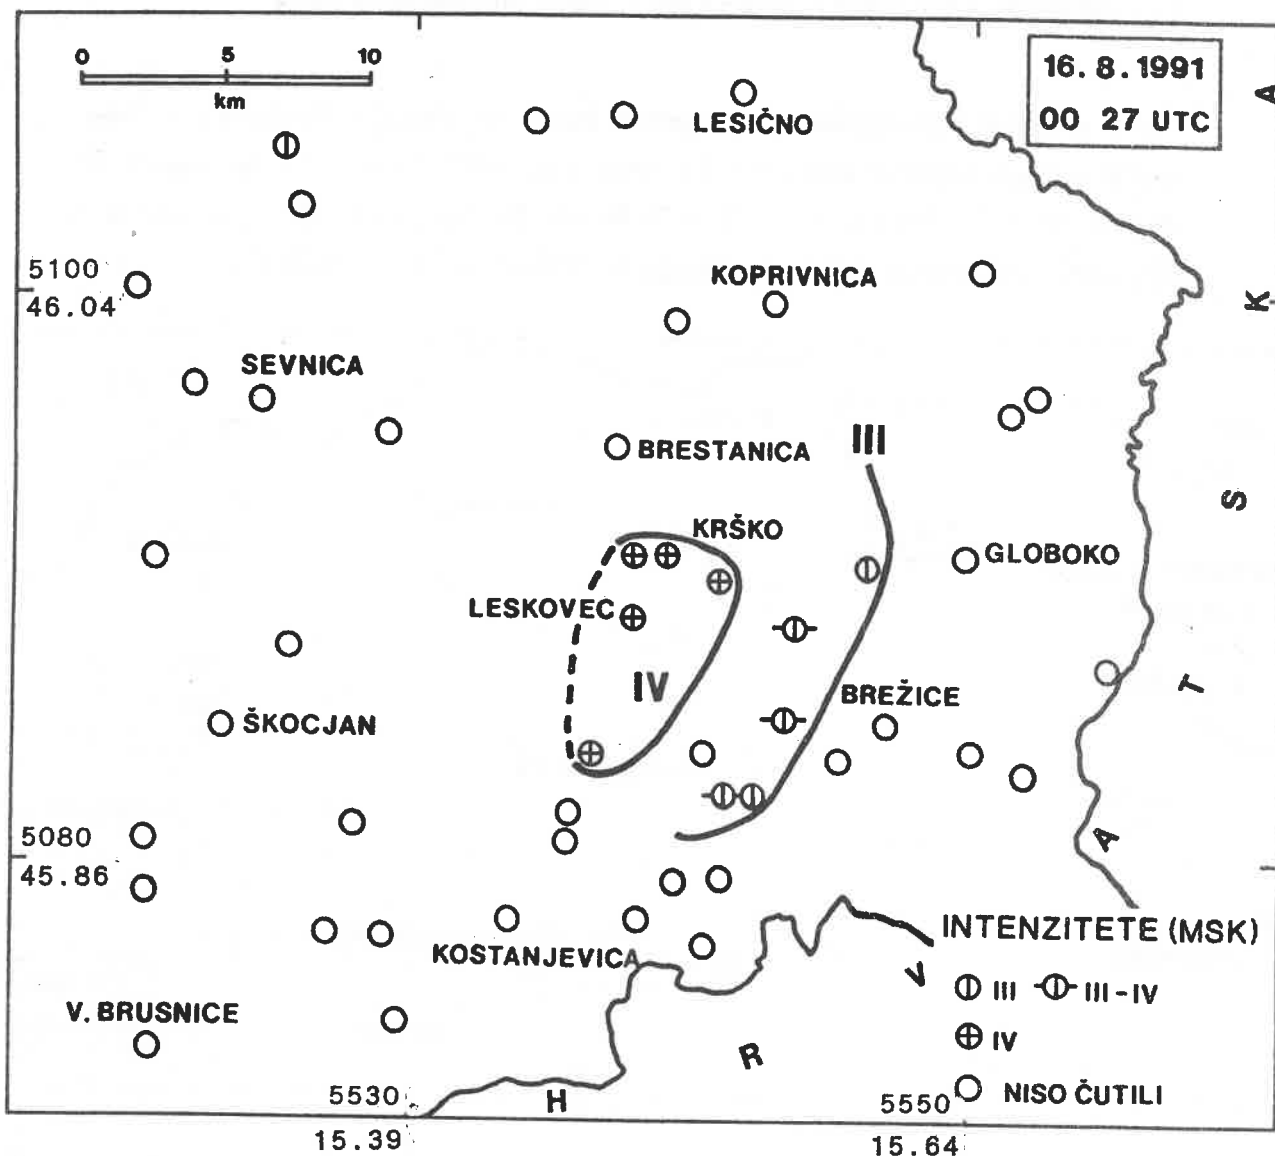 0 5 10
km
16.8.1991
00 27 UTC
A
LESIČNO
5100
46.04
KOPRIVNICA
K
SEVNICA
III
BRESTANICA
S
KRŠKO
GLOBOKO
LESKOVEC
IV
T
BREŽICE
ŠKOCJAN
5080
45.86
A
INTENZITETE (MSK)
KOSTANJEVICA
V
III III-IV
V. BRUSNICE
IV
R
5530
H
5550
NISO ČUTILI
15.39
15.64